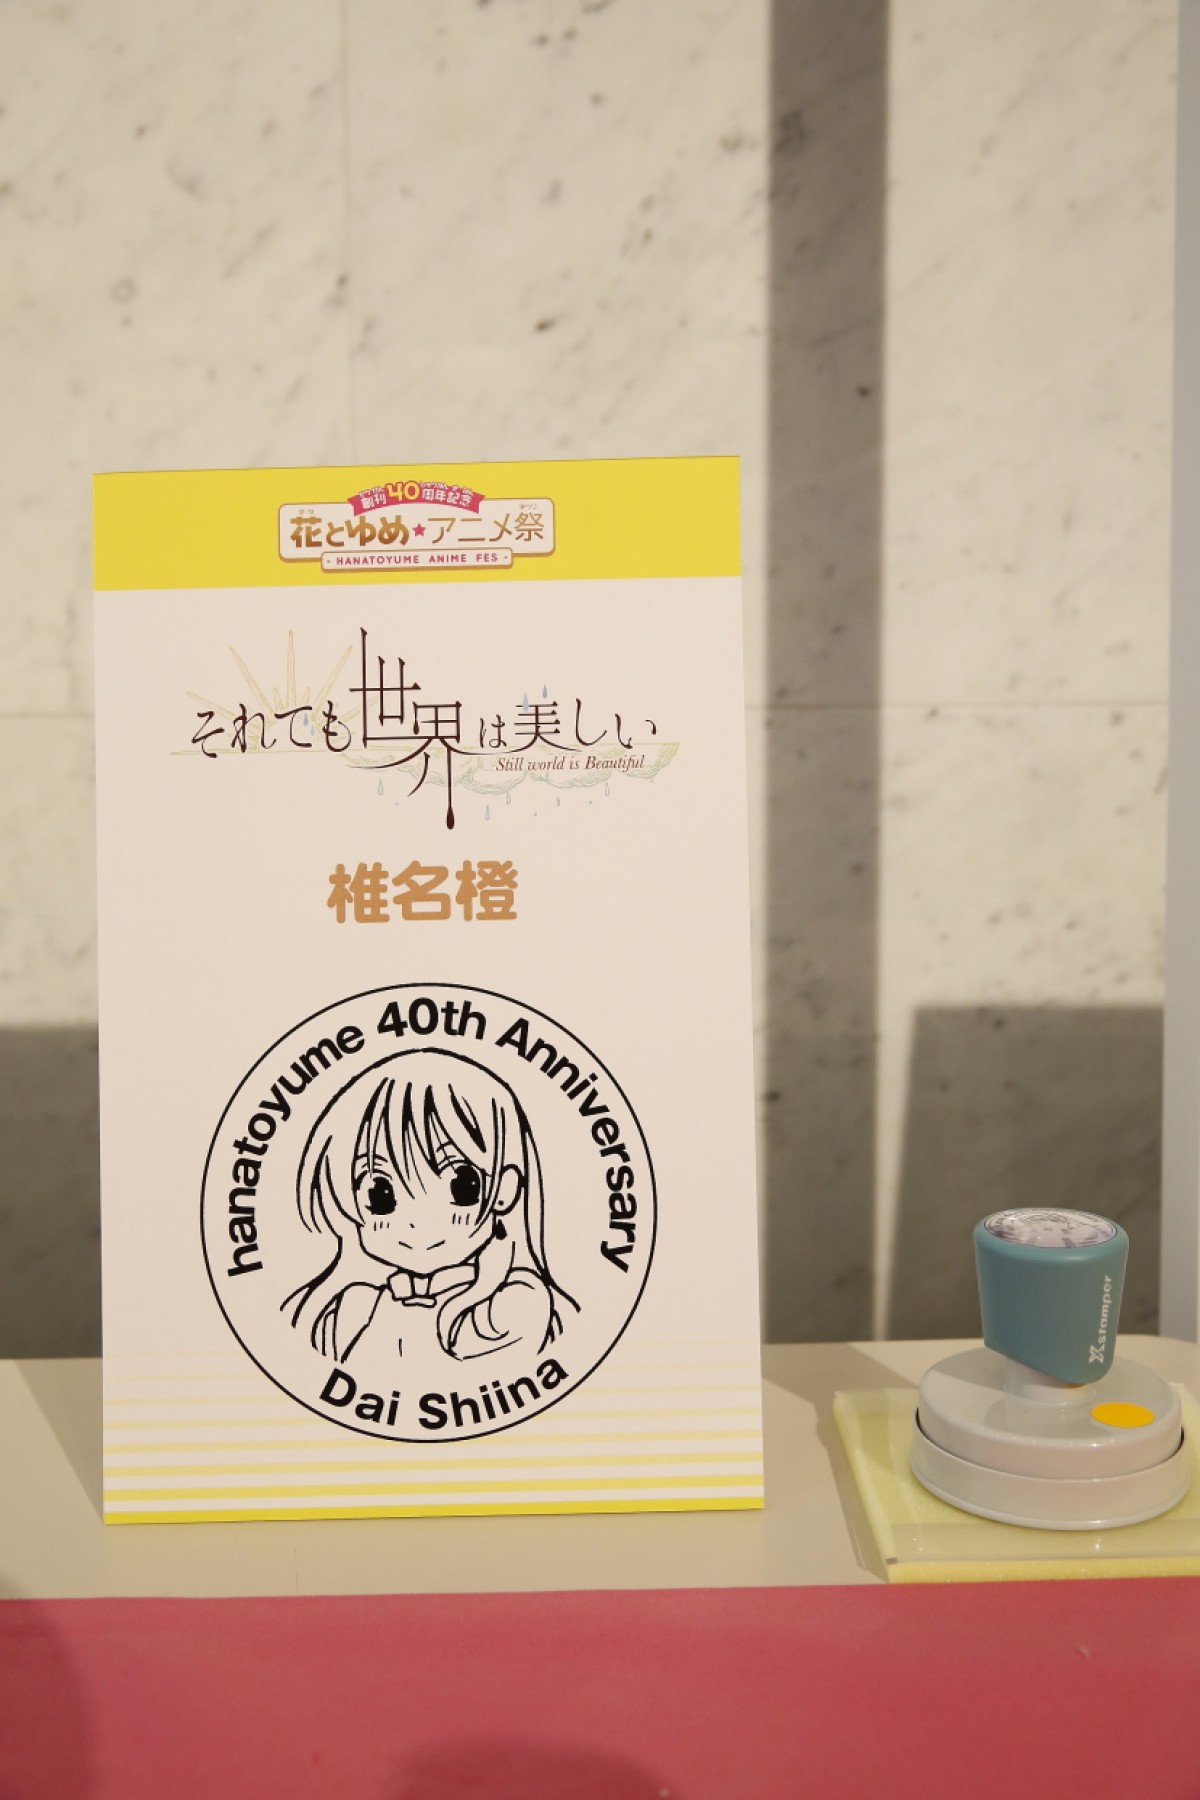 創刊40周年記念
花とゆめ★アニメ祭
HANATOYUME ANIME FES
それでも世界は美しい
Still world is Beautiful
椎名橙
hanatoyume 40th Anniversary
Dai Shiina
Xstamper